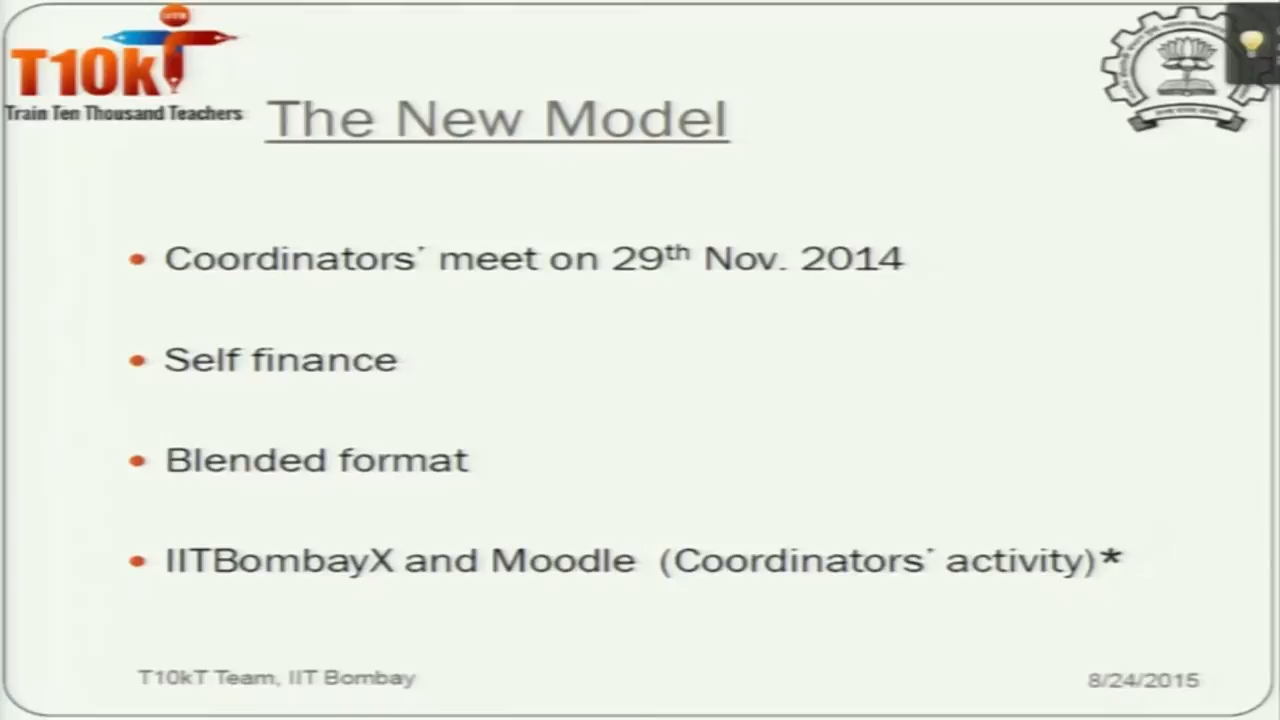 T10kT
Train Ten Thousand Teachers
The New Model
• Coordinators´ meet on 29th Nov. 2014
• Self finance
• Blended format
• IITBombayX and Moodle (Coordinators´ activity)*
T10kT Team, IIT Bombay
8/24/2015